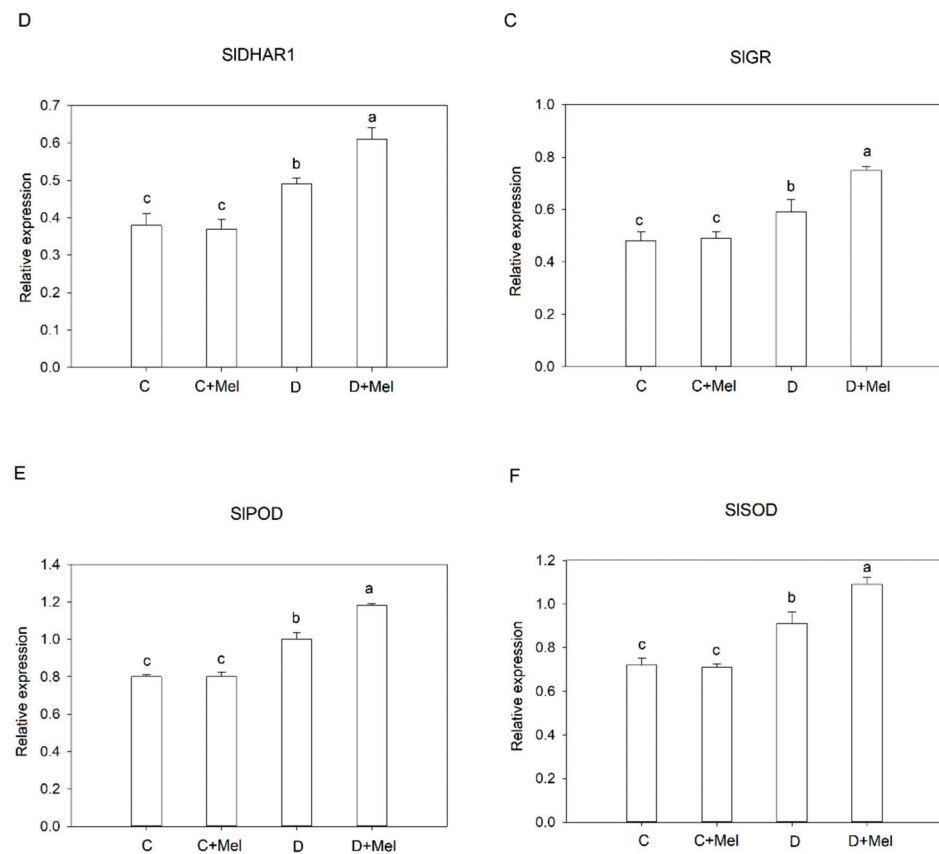 D
SlDHAR1
0.7
0.6
0.5
0.4
0.3
0.2
0.1
0.0
Relative expression
c
c
b
a
C
C+Mel
D
D+Mel
C
SlGR
1.0
0.8
0.6
0.4
0.2
0.0
Relative expression
c
c
b
a
C
C+Mel
D
D+Mel
E
SlPOD
1.4
1.2
1.0
0.8
0.6
0.4
0.2
0.0
Relative expression
c
c
b
a
C
C+Mel
D
D+Mel
F
SlSOD
1.2
1.0
0.8
0.6
0.4
0.2
0.0
Relative expression
c
c
b
a
C
C+Mel
D
D+Mel